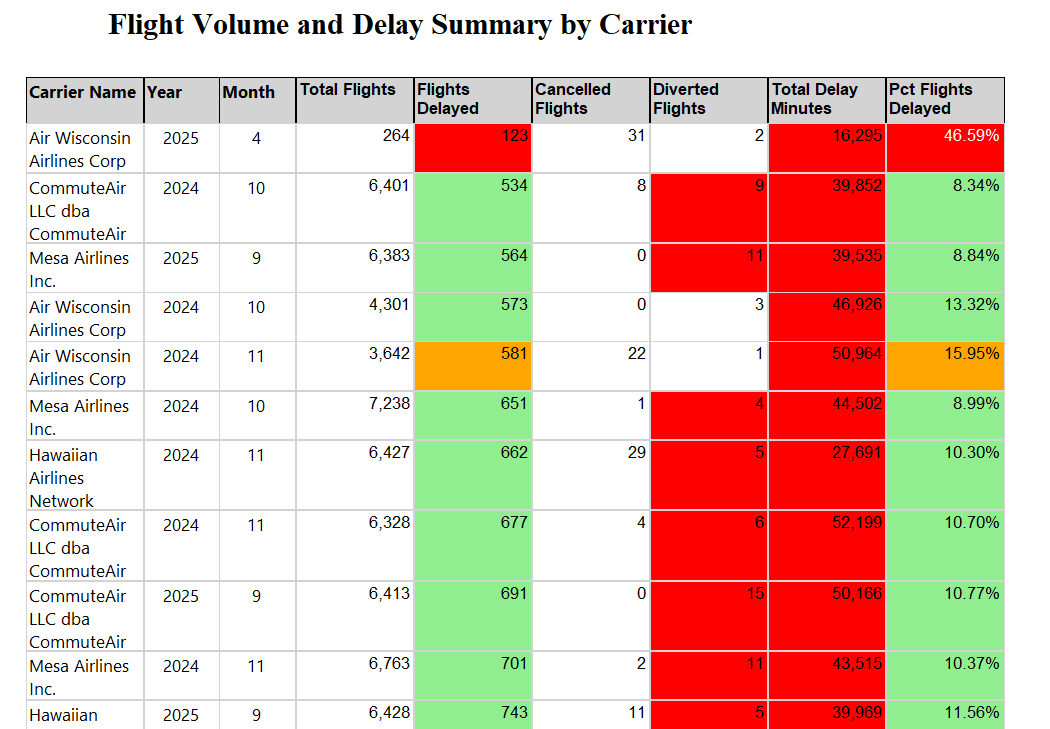 Flight Volume and Delay Summary by Carrier
Carrier Name Year Month Total Flights Flights Delayed Cancelled Flights Diverted Flights Total Delay Minutes Pct Flights Delayed
Air Wisconsin Airlines Corp 2025 4 264 123 31 2 16,295 46.59%
CommuteAir LLC dba CommuteAir 2024 10 6,401 534 8 9 39,852 8.34%
Mesa Airlines Inc. 2025 9 6,383 564 0 11 39,535 8.84%
Air Wisconsin Airlines Corp 2024 10 4,301 573 0 3 46,926 13.32%
Air Wisconsin Airlines Corp 2024 11 3,642 581 22 1 50,964 15.95%
Mesa Airlines Inc. 2024 10 7,238 651 1 4 44,502 8.99%
Hawaiian Airlines Network 2024 11 6,427 662 29 5 27,691 10.30%
CommuteAir LLC dba CommuteAir 2024 11 6,328 677 4 6 52,199 10.70%
CommuteAir LLC dba CommuteAir 2025 9 6,413 691 0 15 50,166 10.77%
Mesa Airlines Inc. 2024 11 6,763 701 2 11 43,515 10.37%
Hawaiian 2025 9 6,428 743 11 5 39,969 11.56%